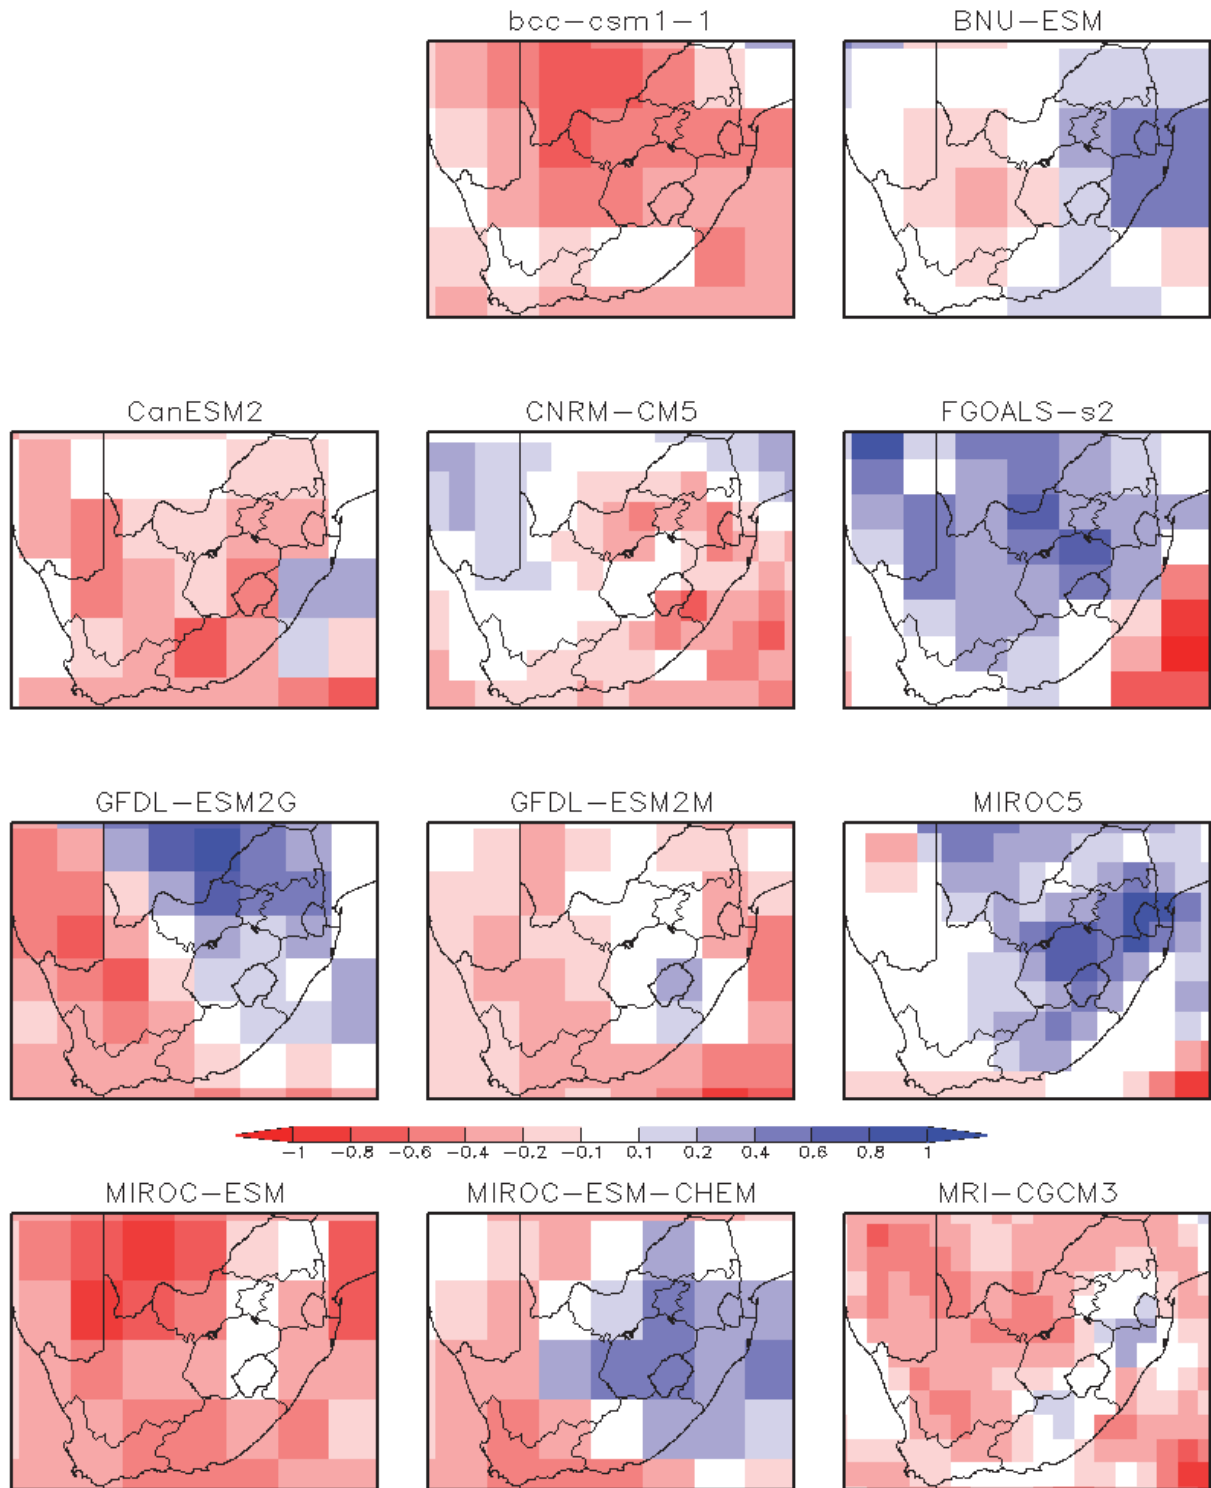 bcc-csm1-1
BNU-ESM
CanESM2
CNRM-CM5
FGOALS-s2
GFDL-ESM2G
GFDL-ESM2M
MIROC5
-1 -0.8 -0.6 -0.4 -0.2 -0.1 0.1 0.2 0.4 0.6 0.8 1
MIROC-ESM
MIROC-ESM-CHEM
MRI-CGCM3